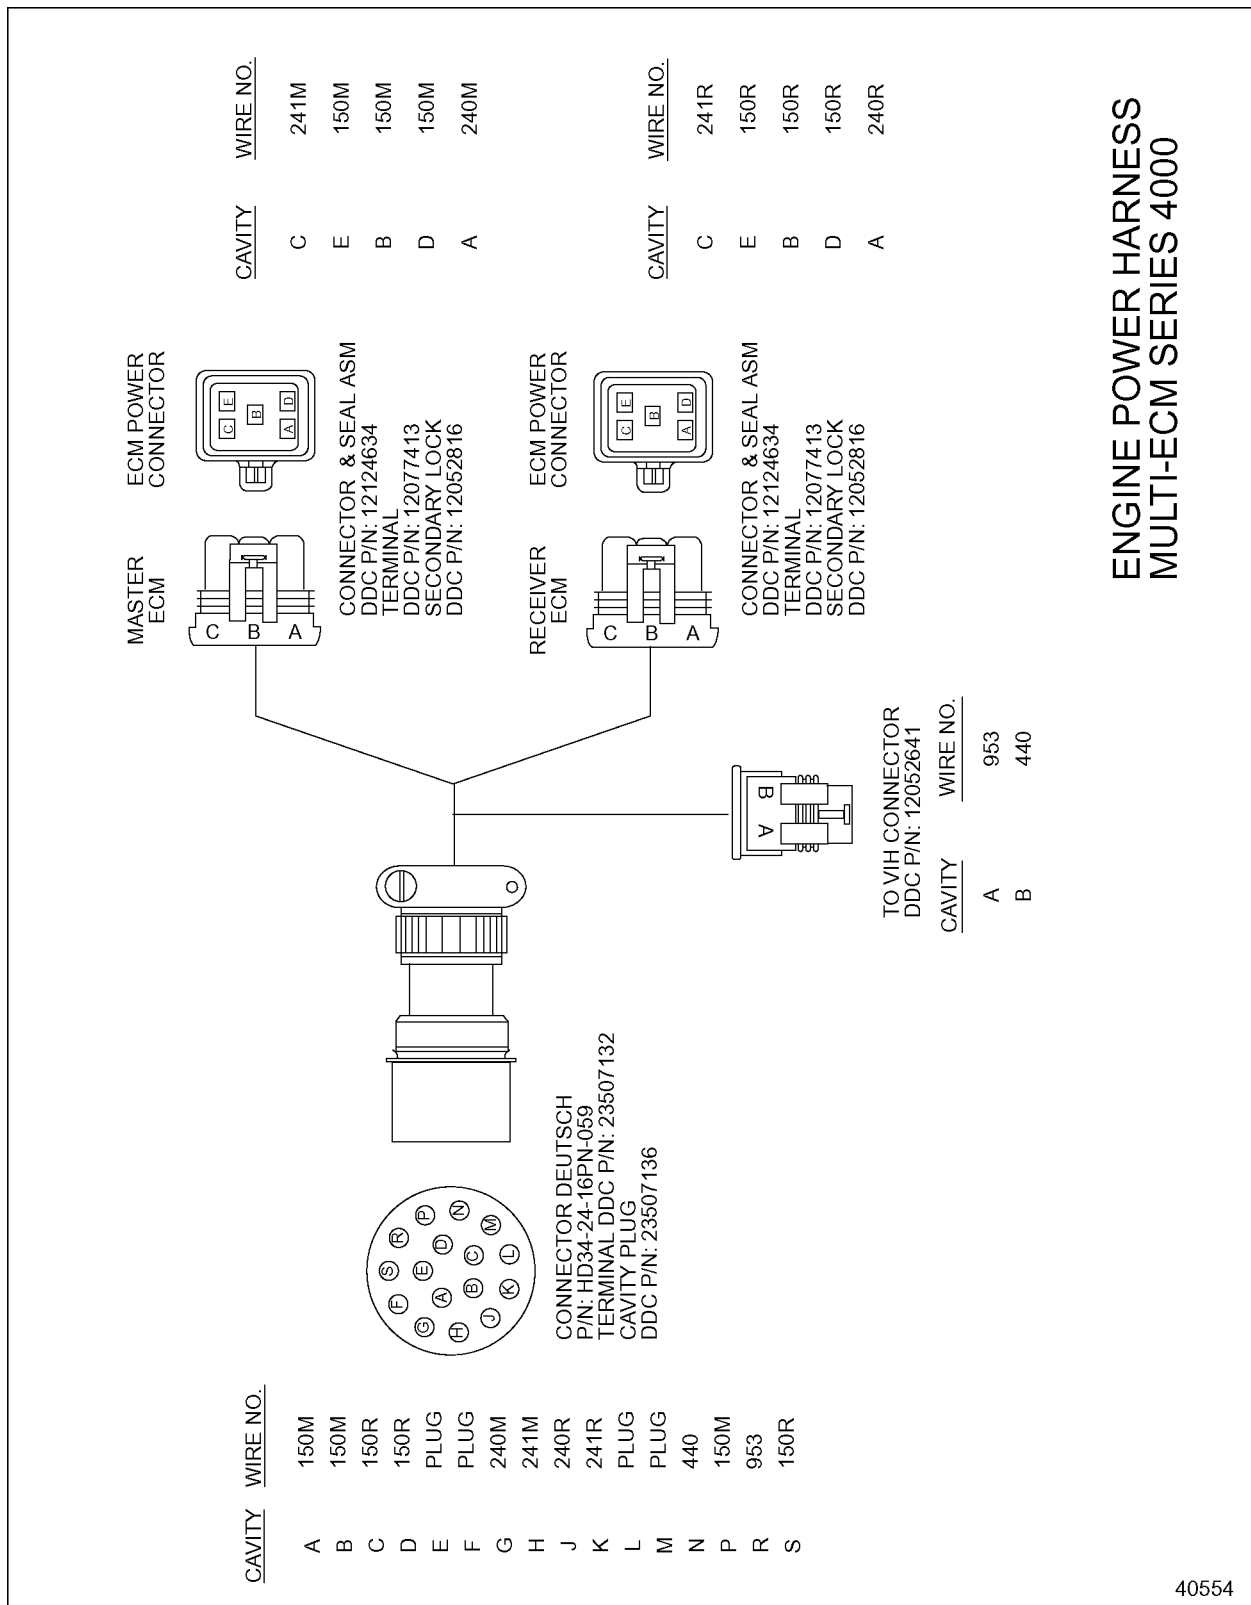 CAVITY WIRE NO.
A 150M
B 150M
C 150R
D 150R
E PLUG
F PLUG
G 240M
H 241M
J 240R
K 241R
L PLUG
M PLUG
N 440
P 150M
R 953
S 150R
S R P N M L K J H G F
E D C B A
CONNECTOR DEUTSCH
P/N: HD34-24-16PN-059
TERMINAL DDC P/N: 23507132
CAVITY PLUG
DDC P/N: 23507136
MASTER
ECM
C B A
ECM POWER
CONNECTOR
C E
B
A D
CONNECTOR & SEAL ASM
DDC P/N: 12124634
TERMINAL
DDC P/N: 12077413
SECONDARY LOCK
DDC P/N: 12052816
CAVITY WIRE NO.
C 241M
E 150M
B 150M
D 150M
A 240M
RECEIVER
ECM
C B A
ECM POWER
CONNECTOR
C E
B
A D
CONNECTOR & SEAL ASM
DDC P/N: 12124634
TERMINAL
DDC P/N: 12077413
SECONDARY LOCK
DDC P/N: 12052816
CAVITY WIRE NO.
C 241R
E 150R
B 150R
D 150R
A 240R
A B
TO VIH CONNECTOR
DDC P/N: 12052641
CAVITY WIRE NO.
A 953
B 440
ENGINE POWER HARNESS
MULTI-ECM SERIES 4000
40554